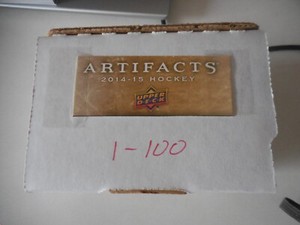 ARTIFACTS
2014-15 HOCKEY
UPPER
DECK
1-100